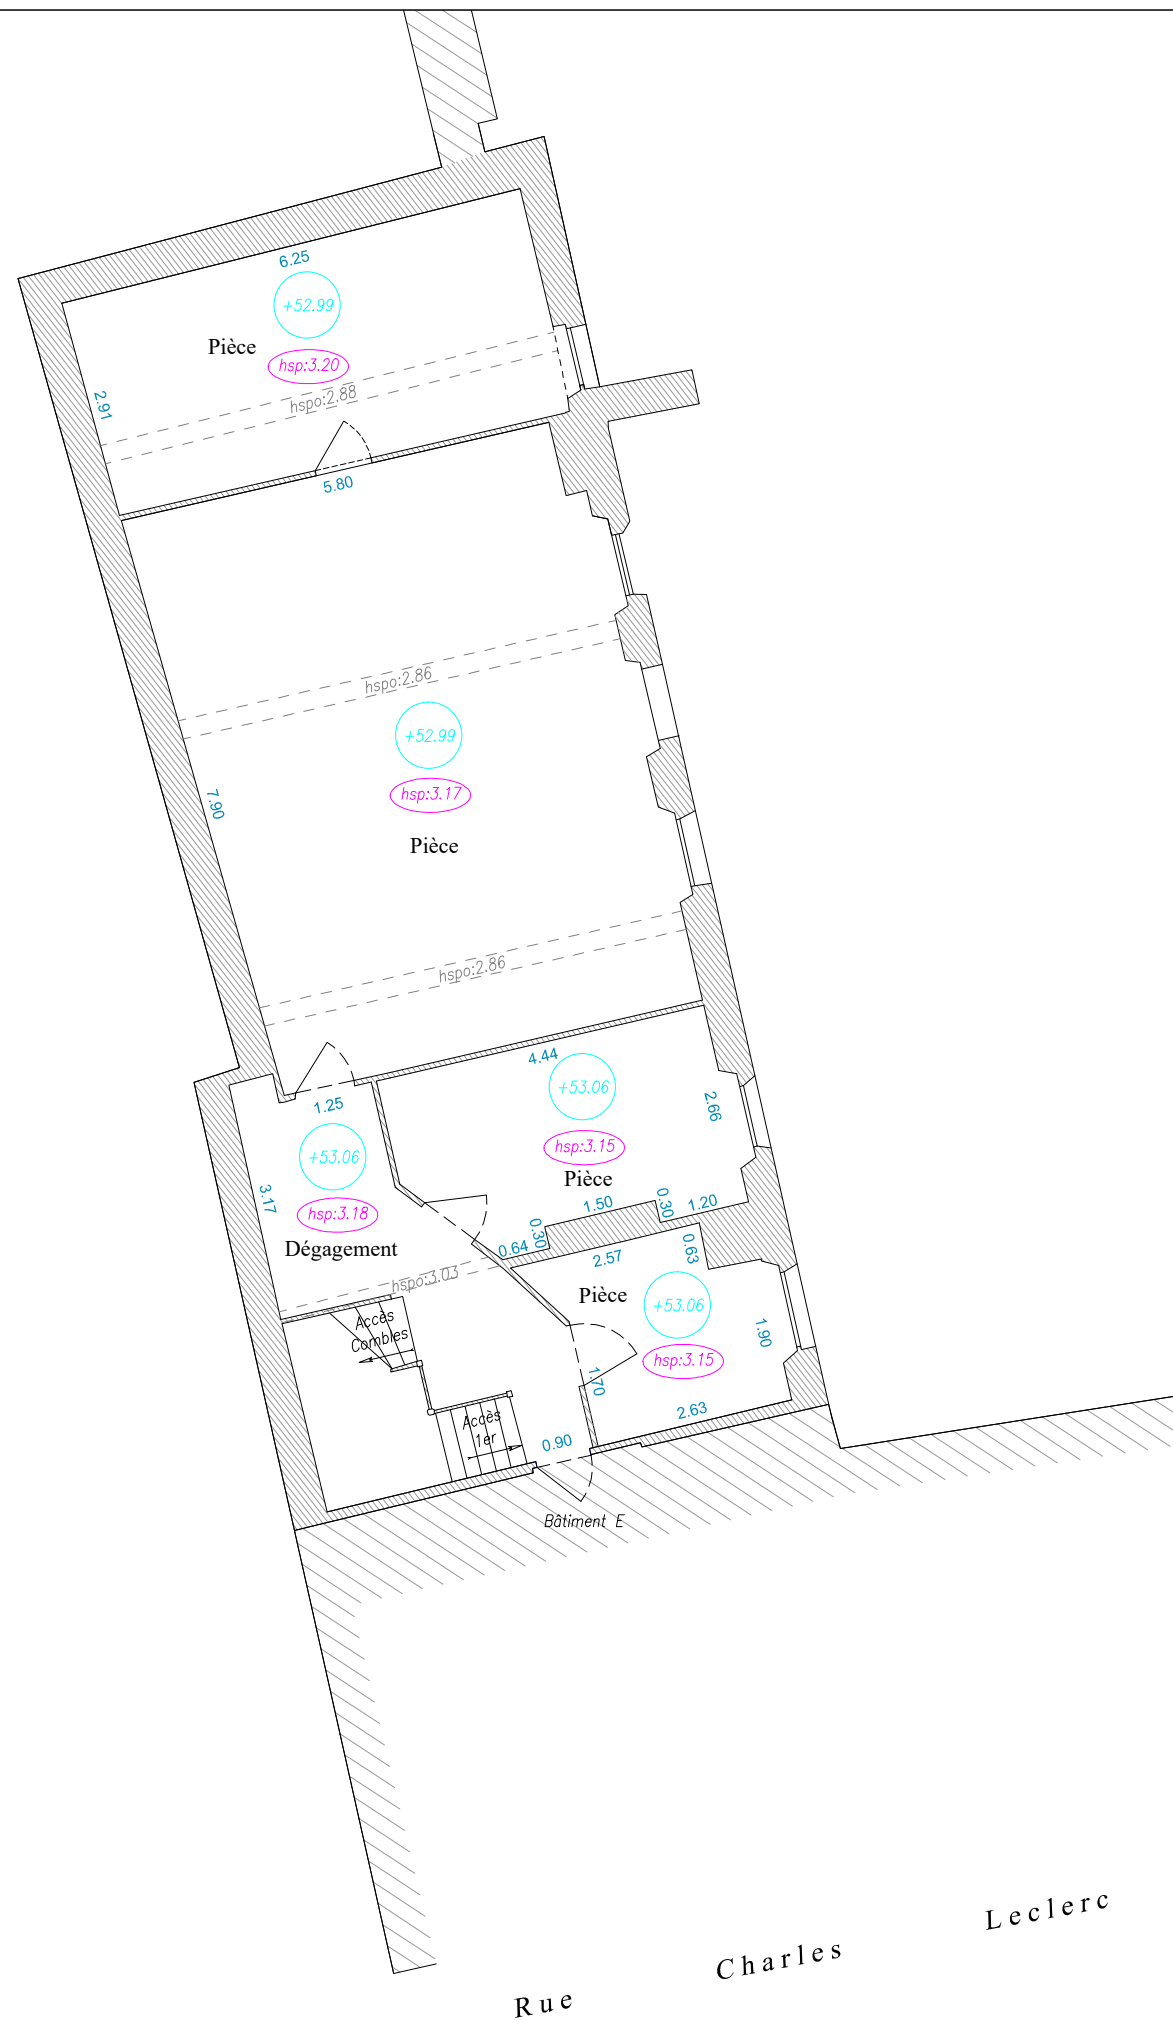 6.25
+52.99
Pièce
hsp:3.20
hspo:2.88
2.91
5.80
hspo:2.86
+52.99
hsp:3.17
7.90
Pièce
hspo:2.86
4.44
+53.06
2.66
1.25
+53.06
hsp:3.15
Pièce
3.17
hsp:3.18
1.50
0.30
1.20
Dégagement
0.64
0.30
2.57
0.63
hspo:3.03
Pièce
+53.06
Accès
Combles
hsp:3.15
1.90
1.70
2.63
Accès
1er
0.90
Bâtiment E
Rue Charles Leclerc